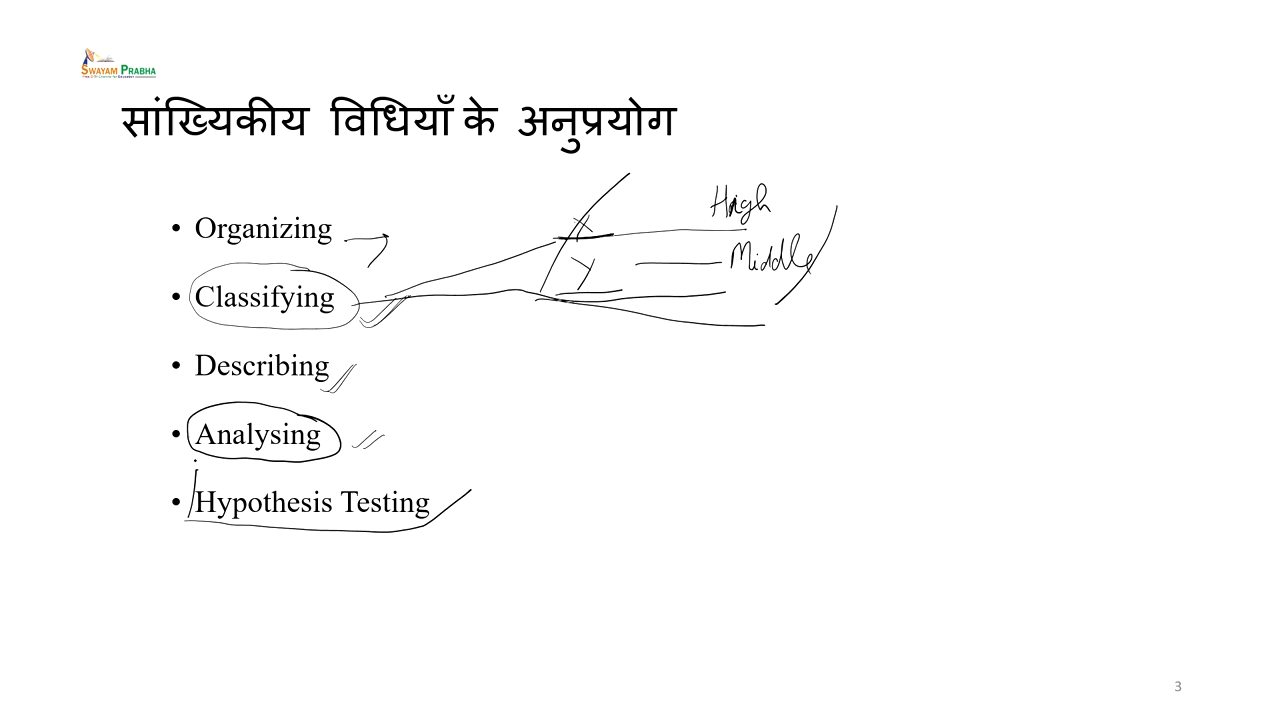 SWAYAM PRABHA
सांख्यिकीय विधियाँ के अनुप्रयोग
• Organizing
• Classifying
• Describing
• Analysing
• Hypothesis Testing
X
High
Y
Middle
3